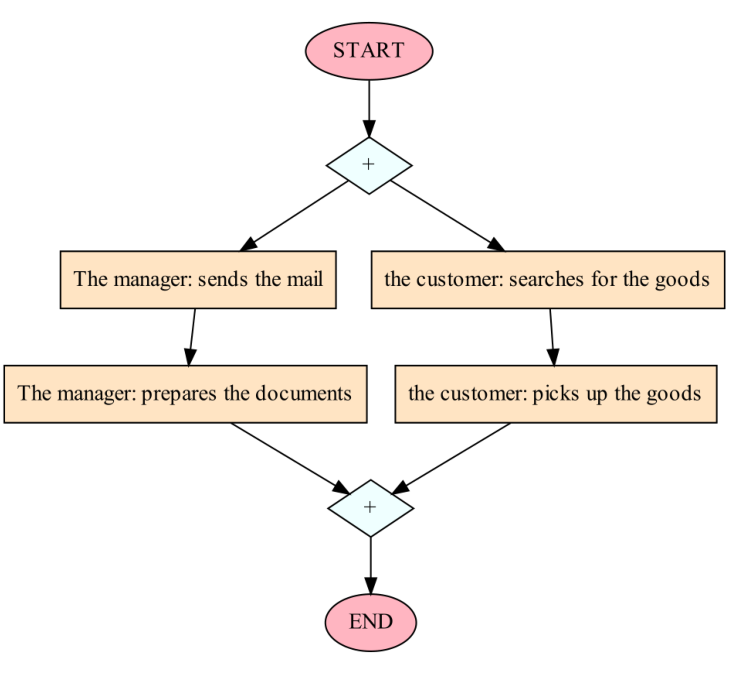 START
+
The manager: sends the mail
the customer: searches for the goods
The manager: prepares the documents
the customer: picks up the goods
+
END